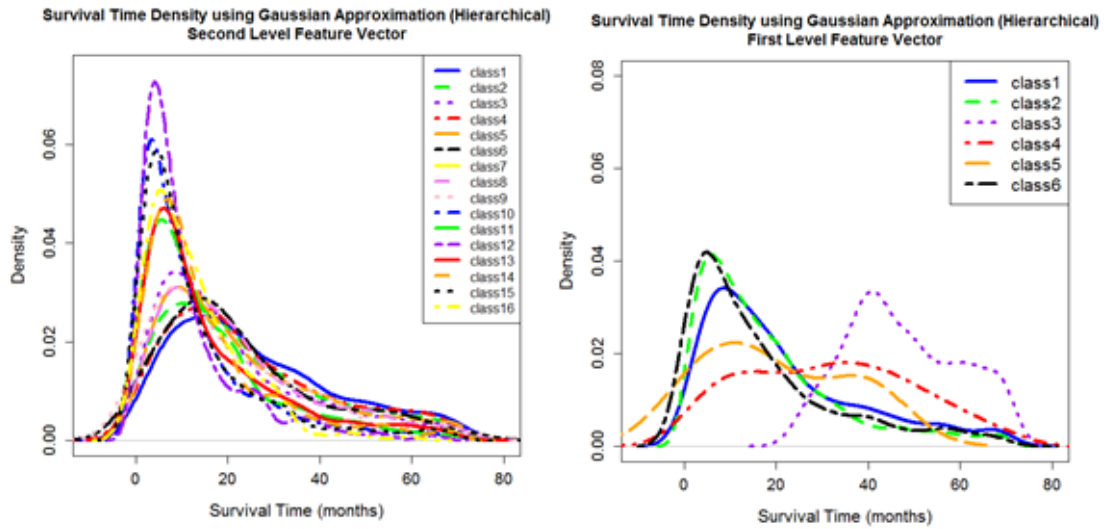 Survival Time Density using Gaussian Approximation (Hierarchical)
Second Level Feature Vector
class1
class2
class3
class4
class5
class6
class7
class8
class9
class10
class11
class12
class13
class14
class15
class16
Density
0.00
0.02
0.04
0.06
0
20
40
60
80
Survival Time (months)
Survival Time Density using Gaussian Approximation (Hierarchical)
First Level Feature Vector
class1
class2
class3
class4
class5
class6
Density
0.00
0.02
0.04
0.06
0.08
0
20
40
60
80
Survival Time (months)